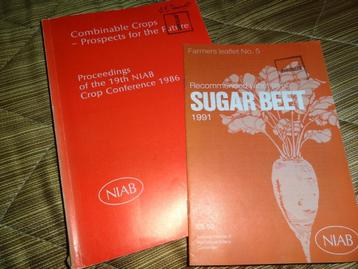 Combinable Crops
– Prospects for the Future
Proceedings
of the 19th NIAB
Crop Conference 1986
NIAB
Farmers leaflet No. 5
Recommended
SUGAR BEET
1991
NIAB